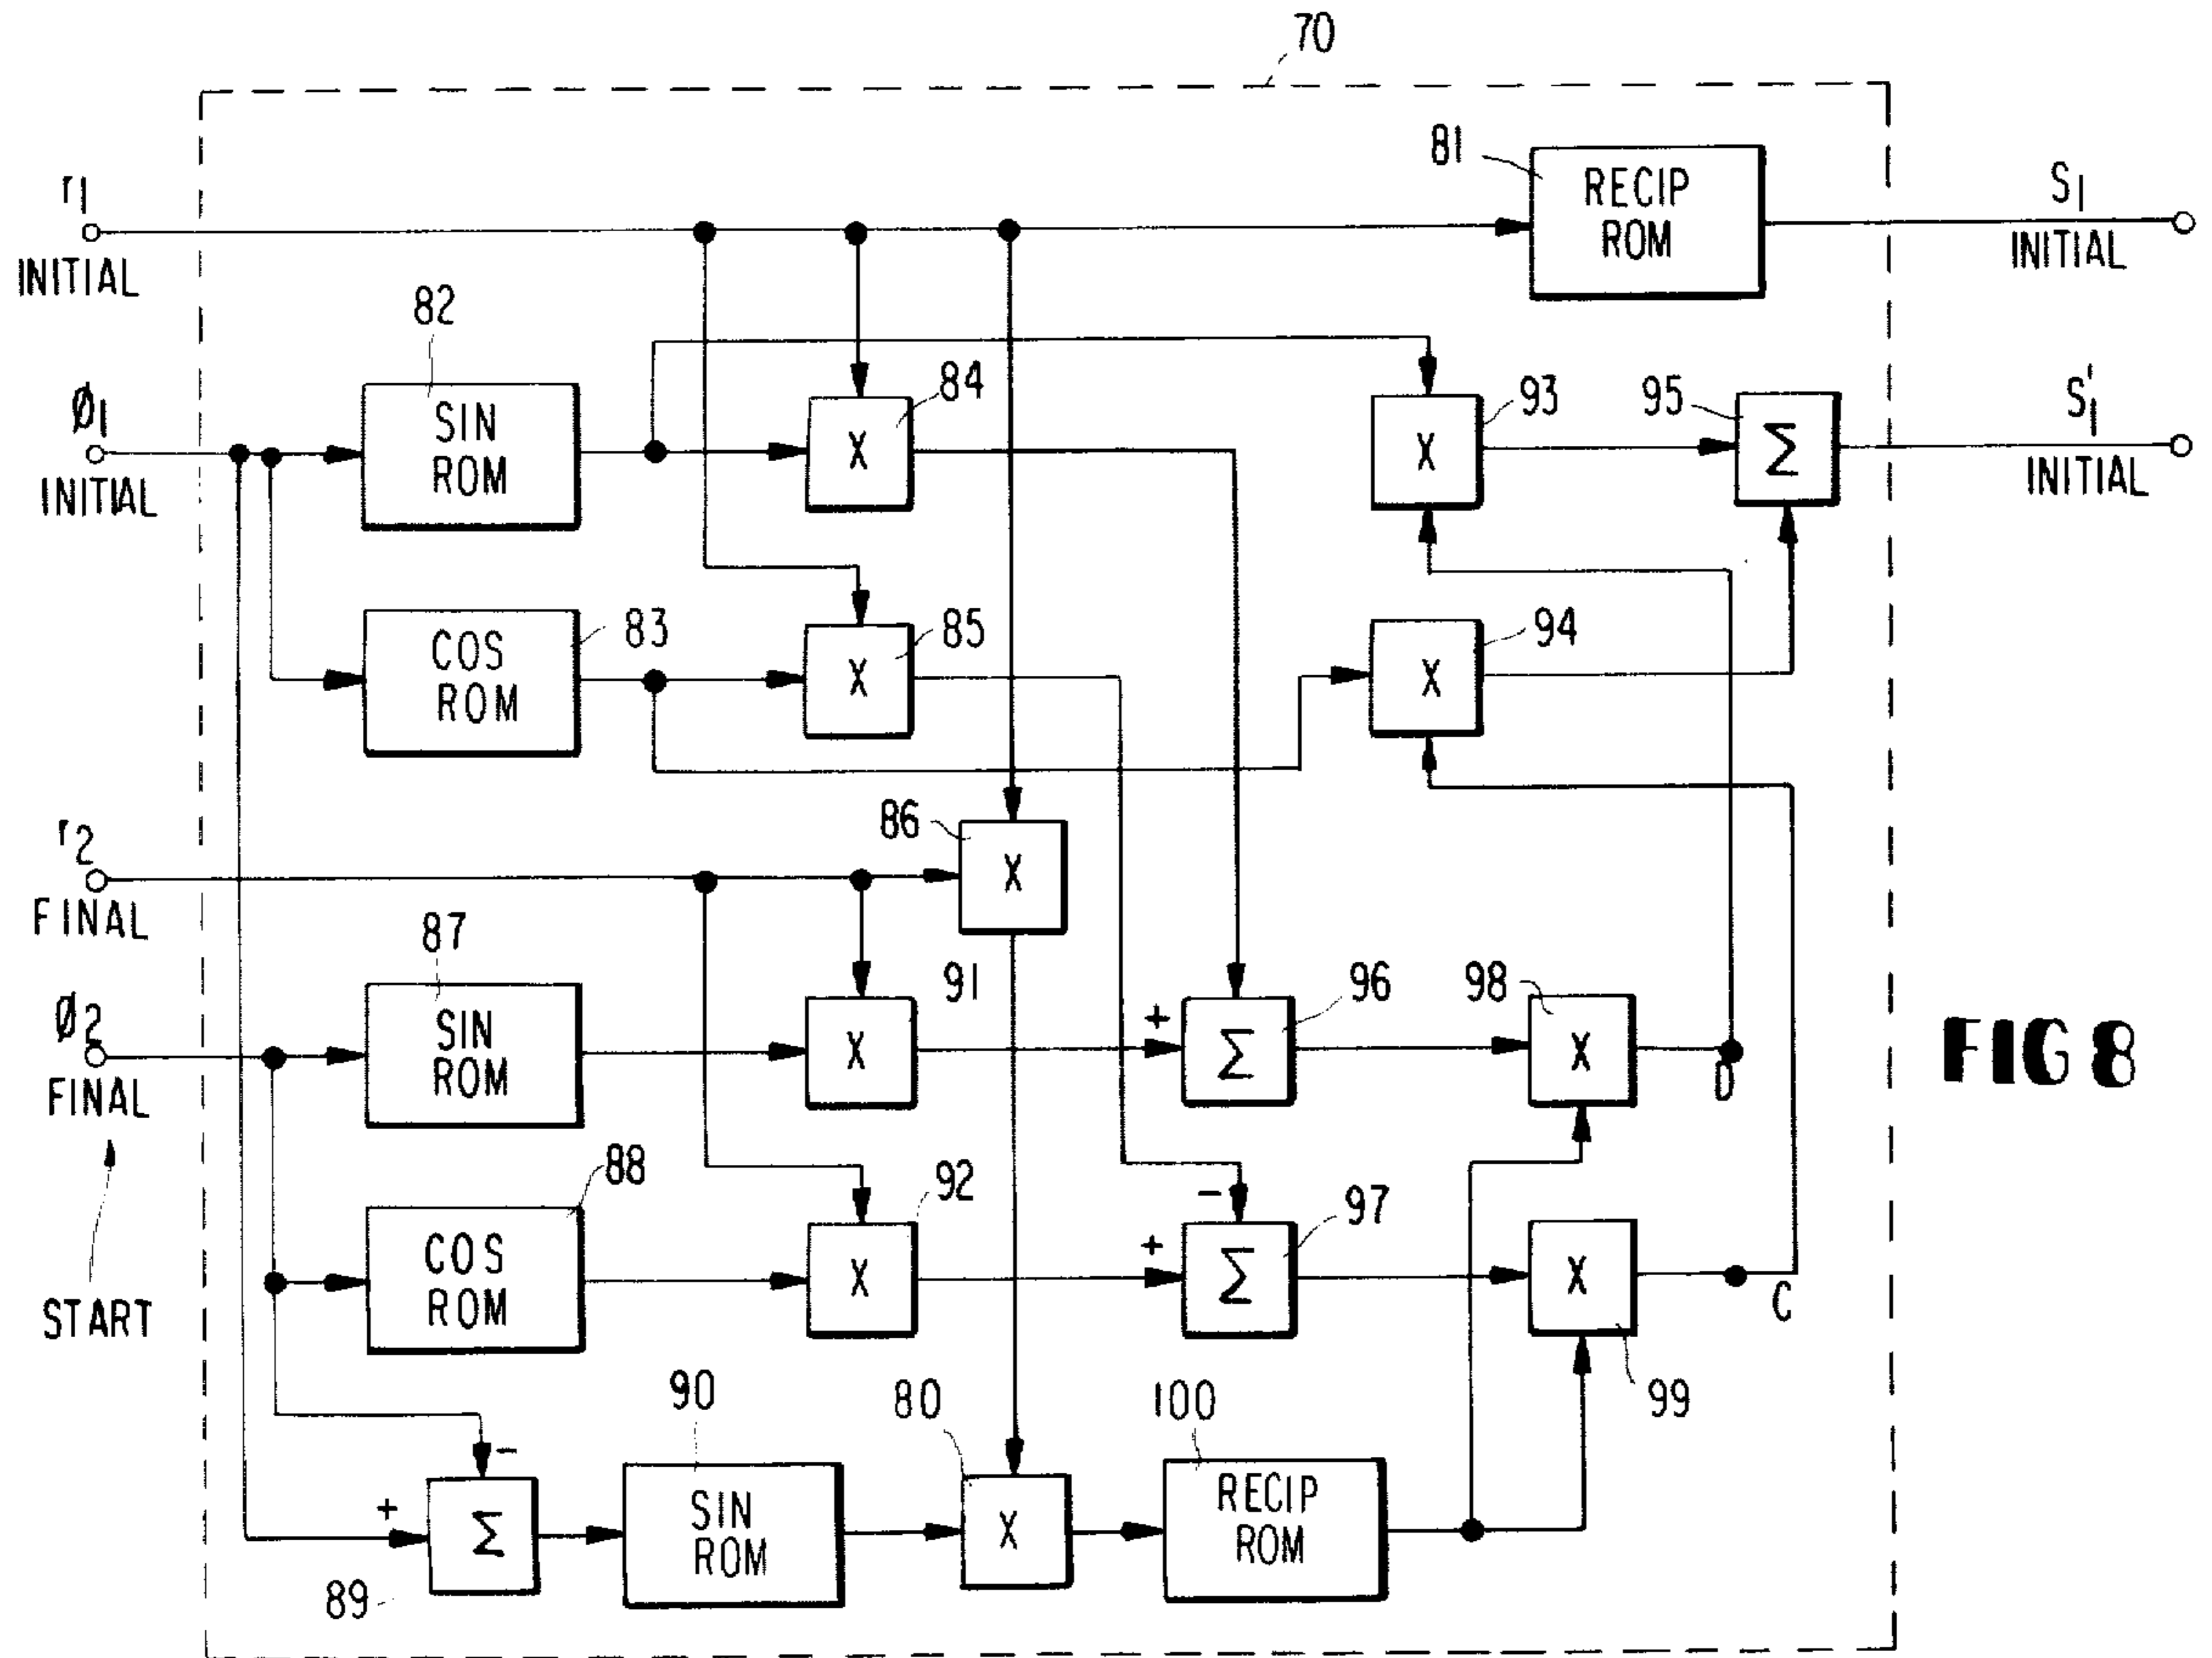 70
81
RECIP
ROM
r1
INITIAL
S1
INITIAL
82
SIN
ROM
84
X
93
X
95
Σ
S'1
INITIAL
Ø1
INITIAL
83
COS
ROM
85
X
94
X
r2
FINAL
86
X
87
SIN
ROM
91
X
+
96
Σ
98
X
D
Ø2
FINAL
START
88
COS
ROM
92
X
+
-
97
Σ
X
99
C
FIG 8
+
-
Σ
89
90
SIN
ROM
80
X
100
RECIP
ROM